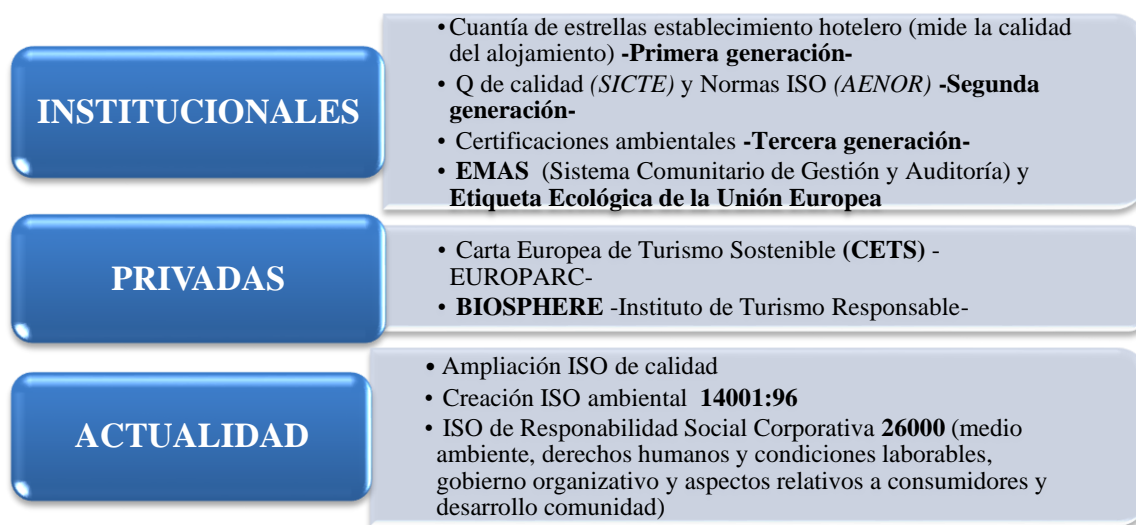 INSTITUCIONALES
•Cuantía de estrellas establecimiento hotelero (mide la calidad
del alojamiento) -Primera generación-
• Q de calidad (SICTE) y Normas ISO (AENOR) -Segunda
generación-
• Certificaciones ambientales -Tercera generación-
• EMAS (Sistema Comunitario de Gestión y Auditoría) y
Etiqueta Ecológica de la Unión Europea
PRIVADAS
• Carta Europea de Turismo Sostenible (CETS) -
EUROPARC-
• BIOSPHERE -Instituto de Turismo Responsable-
ACTUALIDAD
• Ampliación ISO de calidad
• Creación ISO ambiental 14001:96
• ISO de Responabilidad Social Corporativa 26000 (medio
ambiente, derechos humanos y condiciones laborables,
gobierno organizativo y aspectos relativos a consumidores y
desarrollo comunidad)